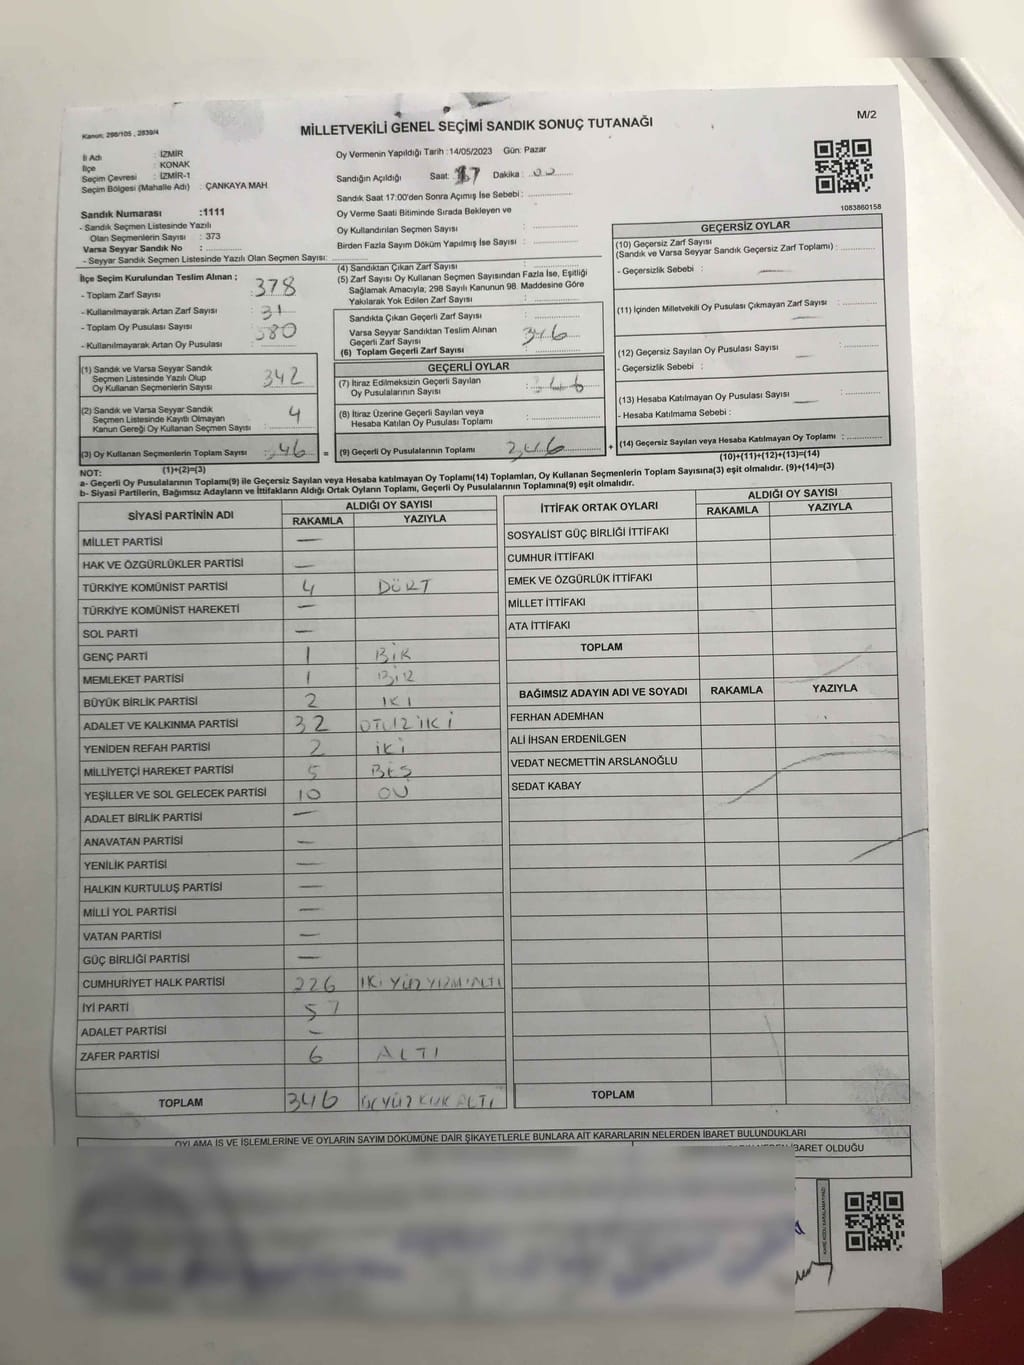 M/2
Kanun: 298/105 , 2839/4
MİLLETVEKİLİ GENEL SEÇİMİ SANDIK SONUÇ TUTANAĞI
İl Adı : İZMİR
İlçe : KONAK
Seçim Çevresi : İZMİR-1
Seçim Bölgesi (Mahalle Adı) : ÇANKAYA MAH
Oy Vermenin Yapıldığı Tarih :14/05/2023 Gün: Pazar
Sandığın Açıldığı Saat: 17 Dakika : 00
Sandık Saat 17:00'den Sonra Açımış İse Sebebi :
Oy Verme Saati Bitiminde Sırada Bekleyen ve
Oy Kullandırılan Seçmen Sayısı :
Birden Fazla Sayım Döküm Yapılmış İse Sayısı :
1083860158
Sandık Numarası :1111
- Sandık Seçmen Listesinde Yazılı
Olan Seçmenlerin Sayısı : 373
Varsa Seyyar Sandık No :
- Seyyar Sandık Seçmen Listesinde Yazılı Olan Seçmen Sayısı:
İlçe Seçim Kurulundan Teslim Alınan :
- Toplam Zarf Sayısı : 378
- Kullanılmayarak Artan Zarf Sayısı : 31
- Toplam Oy Pusulası Sayısı : 380
- Kullanılmayarak Artan Oy Pusulası :
(1) Sandık ve Varsa Seyyar Sandık
Seçmen Listesinde Yazılı Olup
Oy Kullanan Seçmenlerin Sayısı : 342
(2) Sandık ve Varsa Seyyar Sandık
Seçmen Listesinde Kayıtlı Olmayan
Kanun Gereği Oy Kullanan Seçmen Sayısı : 4
(3) Oy Kullanan Seçmenlerin Toplam Sayısı : 346
(1)+(2)=(3)
(4) Sandıktan Çıkan Zarf Sayısı :
(5) Zarf Sayısı Oy Kullanan Seçmen Sayısından Fazla İse, Eşitliği
Sağlamak Amacıyla; 298 Sayılı Kanunun 98. Maddesine Göre
Yakılarak Yok Edilen Zarf Sayısı :
Sandıkta Çıkan Geçerli Zarf Sayısı :
Varsa Seyyar Sandıktan Teslim Alınan
Geçerli Zarf Sayısı : 346
(6) Toplam Geçerli Zarf Sayısı :
GEÇERLİ OYLAR
(7) İtiraz Edilmeksizin Geçerli Sayılan
Oy Pusulalarının Sayısı : 346
(8) İtiraz Üzerine Geçerli Sayılan veya
Hesaba Katılan Oy Pusulası Toplamı :
= (9) Geçerli Oy Pusulalarının Toplamı : 346
GEÇERSİZ OYLAR
(10) Geçersiz Zarf Sayısı
(Sandık ve Varsa Seyyar Sandık Geçersiz Zarf Toplamı) :
- Geçersizlik Sebebi : —
(11) İçinden Milletvekili Oy Pusulası Çıkmayan Zarf Sayısı : —
(12) Geçersiz Sayılan Oy Pusulası Sayısı : —
- Geçersizlik Sebebi :
(13) Hesaba Katılmayan Oy Pusulası Sayısı : —
- Hesaba Katılmama Sebebi :
+ (14) Geçersiz Sayılan veya Hesaba Katılmayan Oy Toplamı :
(10)+(11)+(12)+(13)=(14)
NOT:
a- Geçerli Oy Pusulalarının Toplamı(9) ile Geçersiz Sayılan veya Hesaba katılmayan Oy Toplamı(14) Toplamları, Oy Kullanan Seçmenlerin Toplam Sayısına(3) eşit olmalıdır. (9)+(14)=(3)
b- Siyasi Partilerin, Bağımsız Adayların ve İttifakların Aldığı Ortak Oyların Toplamı, Geçerli Oy Pusulalarının Toplamına(9) eşit olmalıdır.
SİYASİ PARTİNİN ADI ALDIĞI OY SAYISI
RAKAMLA YAZIYLA
MİLLET PARTİSİ —
HAK VE ÖZGÜRLÜKLER PARTİSİ —
TÜRKİYE KOMÜNİST PARTİSİ 4 DÖRT
TÜRKİYE KOMÜNİST HAREKETİ —
SOL PARTİ —
GENÇ PARTİ 1 BİR
MEMLEKET PARTİSİ 1 BİR
BÜYÜK BİRLİK PARTİSİ 2 İKİ
ADALET VE KALKINMA PARTİSİ 32 OTUZ İKİ
YENİDEN REFAH PARTİSİ 2 İKİ
MİLLİYETÇİ HAREKET PARTİSİ 5 BEŞ
YEŞİLLER VE SOL GELECEK PARTİSİ 10 ON
ADALET BİRLİK PARTİSİ —
ANAVATAN PARTİSİ —
YENİLİK PARTİSİ —
HALKIN KURTULUŞ PARTİSİ —
MİLLİ YOL PARTİSİ —
VATAN PARTİSİ —
GÜÇ BİRLİĞİ PARTİSİ —
CUMHURİYET HALK PARTİSİ 226 İKİ YÜZ YİRMİ ALTI
İYİ PARTİ 57
ADALET PARTİSİ —
ZAFER PARTİSİ 6 ALTI
TOPLAM 346 ÜÇ YÜZ KIRK ALTI
İTTİFAK ORTAK OYLARI ALDIĞI OY SAYISI
RAKAMLA YAZIYLA
SOSYALİST GÜÇ BİRLİĞİ İTTİFAKI
CUMHUR İTTİFAKI
EMEK VE ÖZGÜRLÜK İTTİFAKI
MİLLET İTTİFAKI
ATA İTTİFAKI
TOPLAM
BAĞIMSIZ ADAYIN ADI VE SOYADI RAKAMLA YAZIYLA
FERHAN ADEMHAN
ALİ İHSAN ERDENİLGEN
VEDAT NECMETTİN ARSLANOĞLU
SEDAT KABAY
TOPLAM
OYLAMA İŞ VE İŞLEMLERİNE VE OYLARIN SAYIM DÖKÜMÜNE DAİR ŞİKAYETLERLE BUNLARA AİT KARARLARIN NELERDEN İBARET BULUNDUKLARI
İBARET OLDUĞU